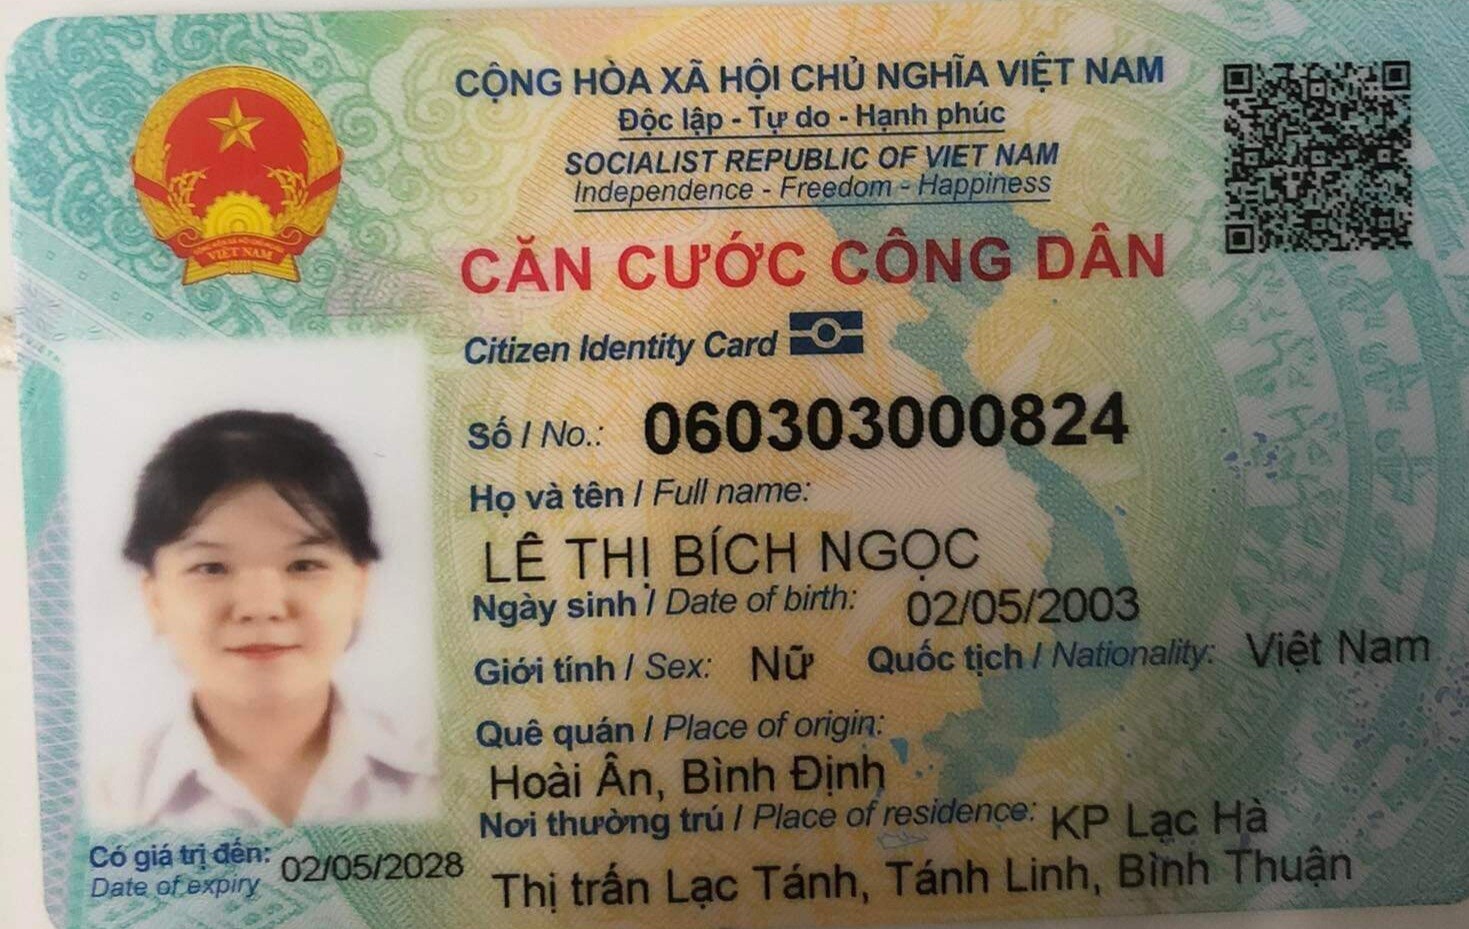 CỘNG HÒA XÃ HỘI CHỦ NGHĨA VIỆT NAM
Độc lập - Tự do - Hạnh phúc
SOCIALIST REPUBLIC OF VIET NAM
Independence - Freedom - Happiness
CĂN CƯỚC CÔNG DÂN
Citizen Identity Card
VIỆT NAM
Số / No.: 060303000824
Họ và tên / Full name:
LÊ THỊ BÍCH NGỌC
Ngày sinh / Date of birth: 02/05/2003
Giới tính / Sex: Nữ Quốc tịch / Nationality: Việt Nam
Quê quán / Place of origin:
Hoài Ân, Bình Định
Nơi thường trú / Place of residence: KP Lạc Hà
Thị trấn Lạc Tánh, Tánh Linh, Bình Thuận
Có giá trị đến: 02/05/2028
Date of expiry